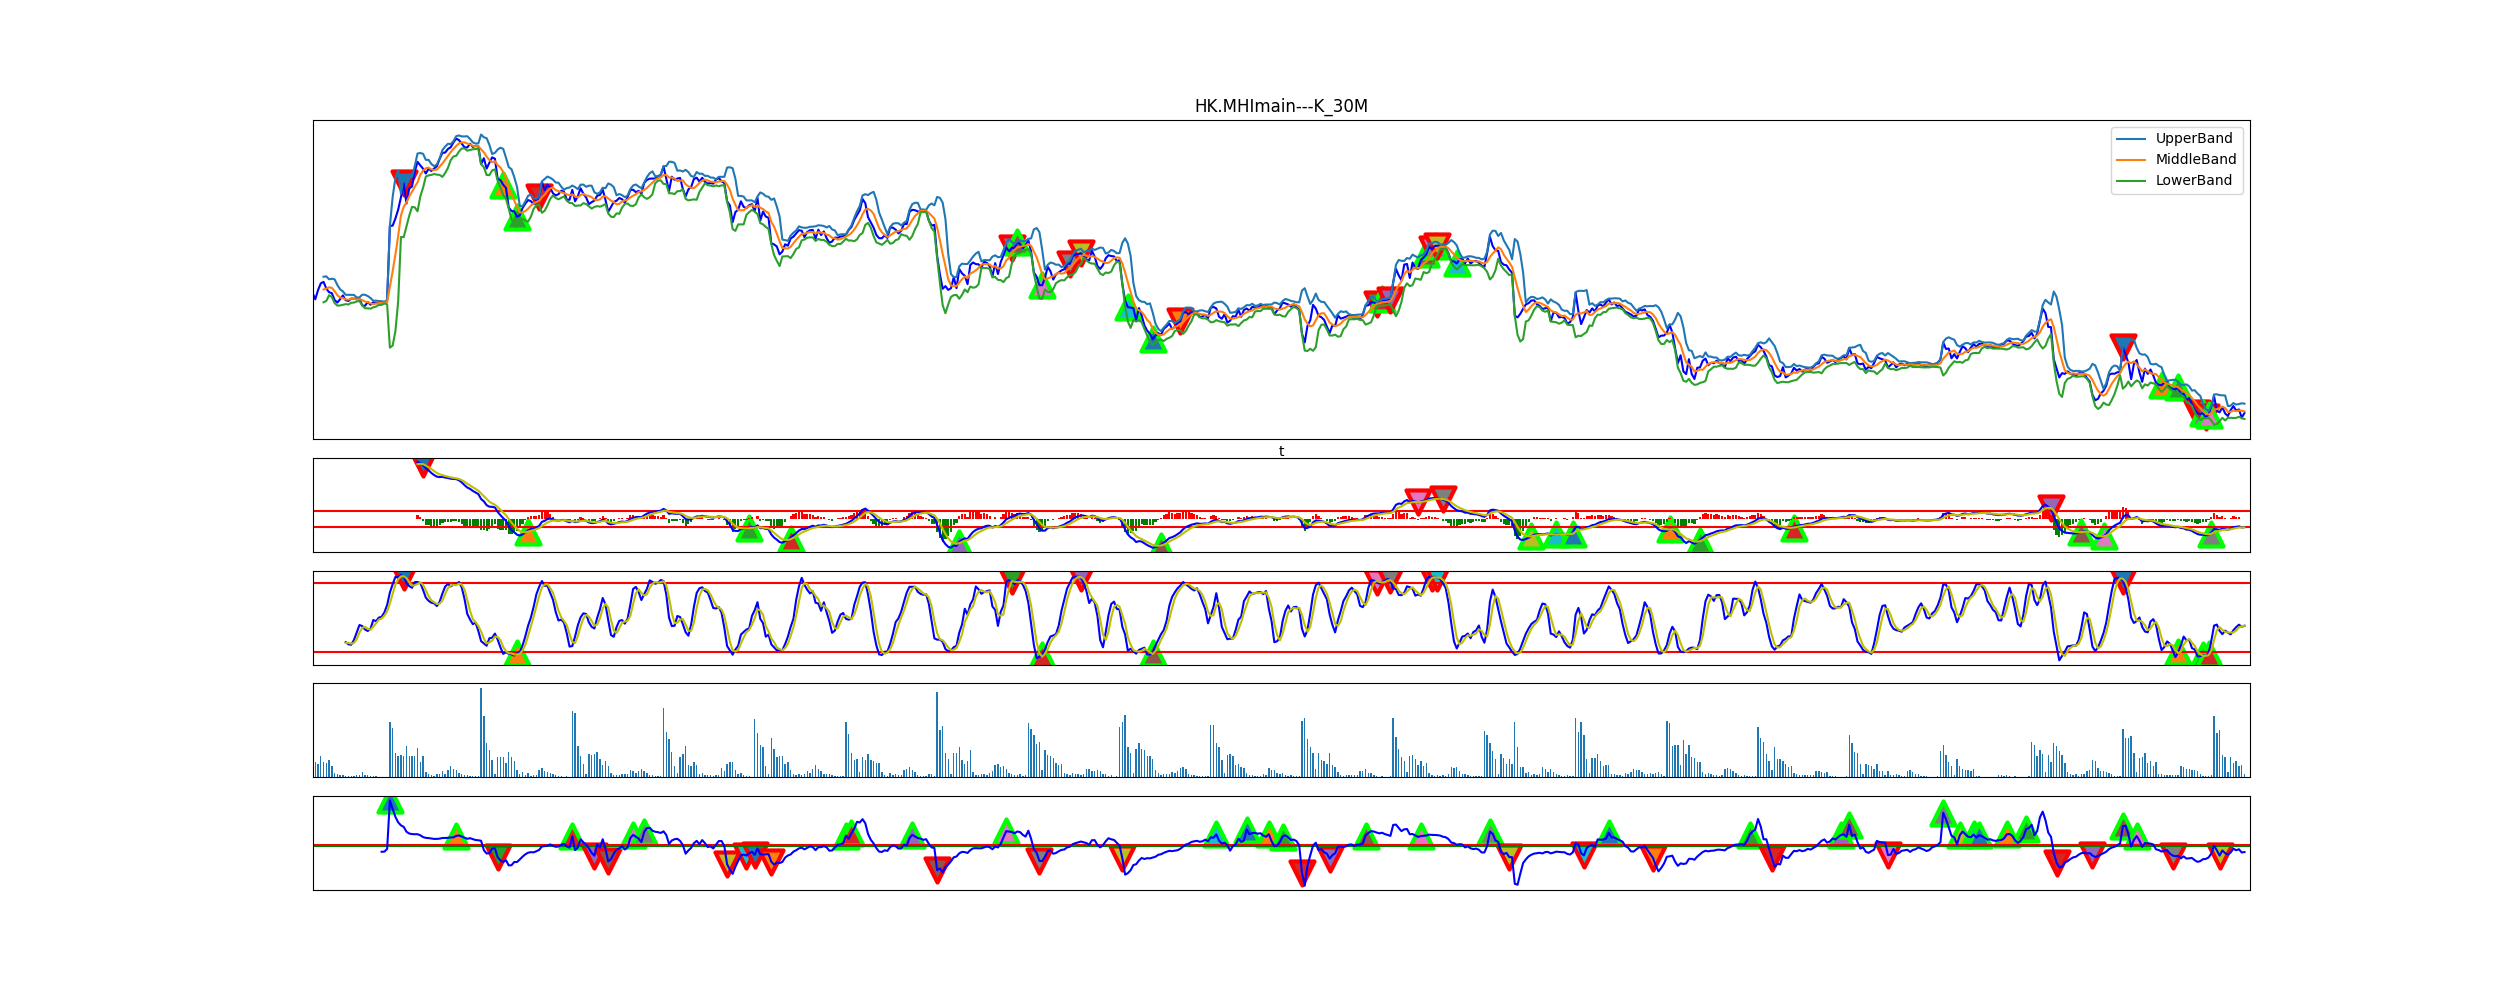 HK.MHImain---K_30M
UpperBand
MiddleBand
LowerBand
t